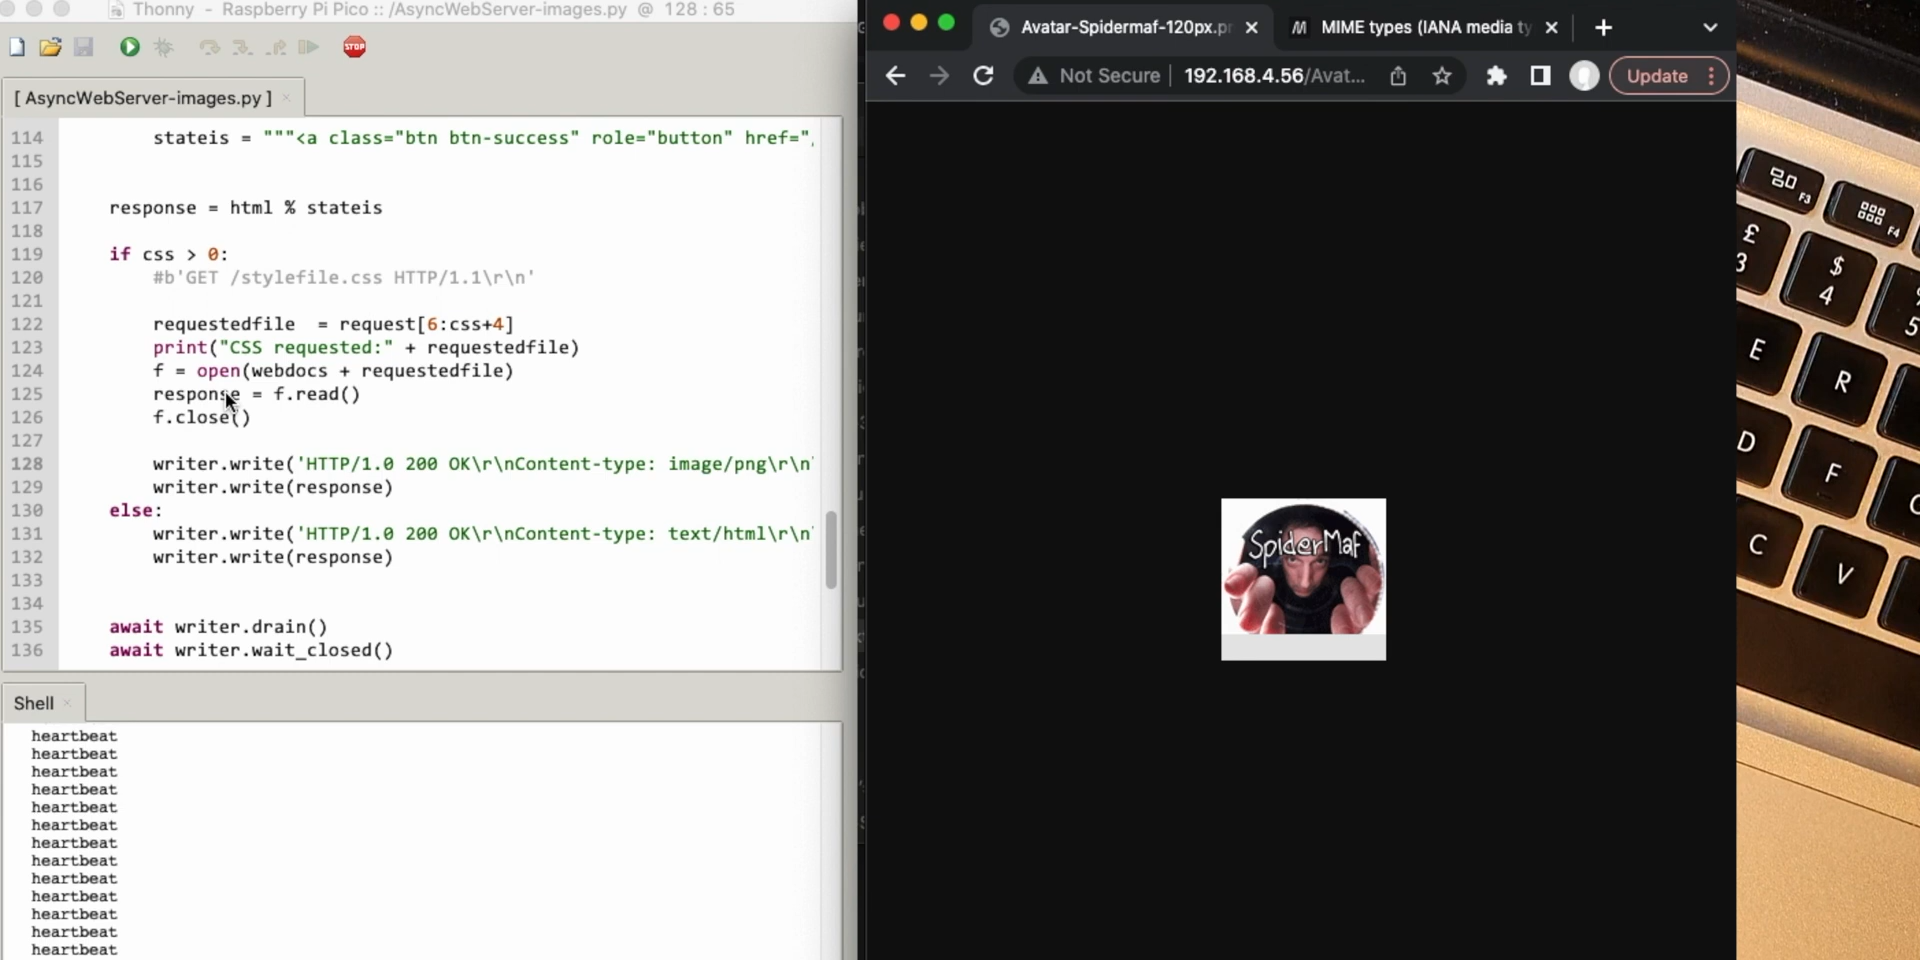 Thonny - Raspberry Pi Pico :: /AsyncWebServer-images.py @ 128 : 65
STOP
[ AsyncWebServer-images.py ]
114 stateis = """<a class="btn btn-success" role="button" href="
115
116
117 response = html % stateis
118
119 if css > 0:
120 #b'GET /stylefile.css HTTP/1.1\r\n'
121
122 requestedfile = request[6:css+4]
123 print("CSS requested:" + requestedfile)
124 f = open(webdocs + requestedfile)
125 response = f.read()
126 f.close()
127
128 writer.write('HTTP/1.0 200 OK\r\nContent-type: image/png\r\n
129 writer.write(response)
130 else:
131 writer.write('HTTP/1.0 200 OK\r\nContent-type: text/html\r\n
132 writer.write(response)
133
134
135 await writer.drain()
136 await writer.wait_closed()
Shell
heartbeat
heartbeat
heartbeat
heartbeat
heartbeat
heartbeat
heartbeat
heartbeat
heartbeat
heartbeat
heartbeat
heartbeat
heartbeat
Avatar-Spidermaf-120px.pr
MIME types (IANA media ty
Not Secure 192.168.4.56/Avat...
Update
SpiderMaf
F3
F4
£
3
$
4
5
E
R
D
F
C
V